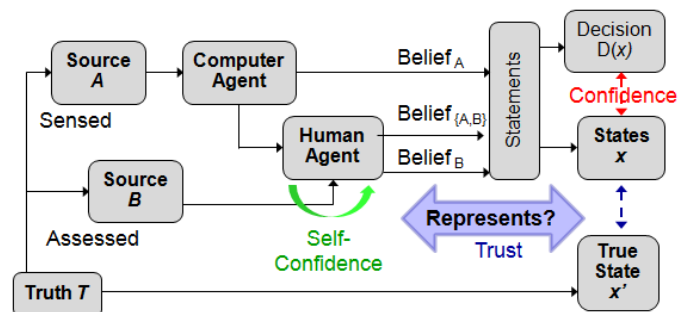 Source
A
Sensed
Computer
Agent
Belief A
Statements
Decision
D(x)
Confidence
Belief {A,B}
Human
Agent
Belief B
States
x
Source
B
Assessed
Self-
Confidence
Represents?
Trust
True
State
x’
Truth T